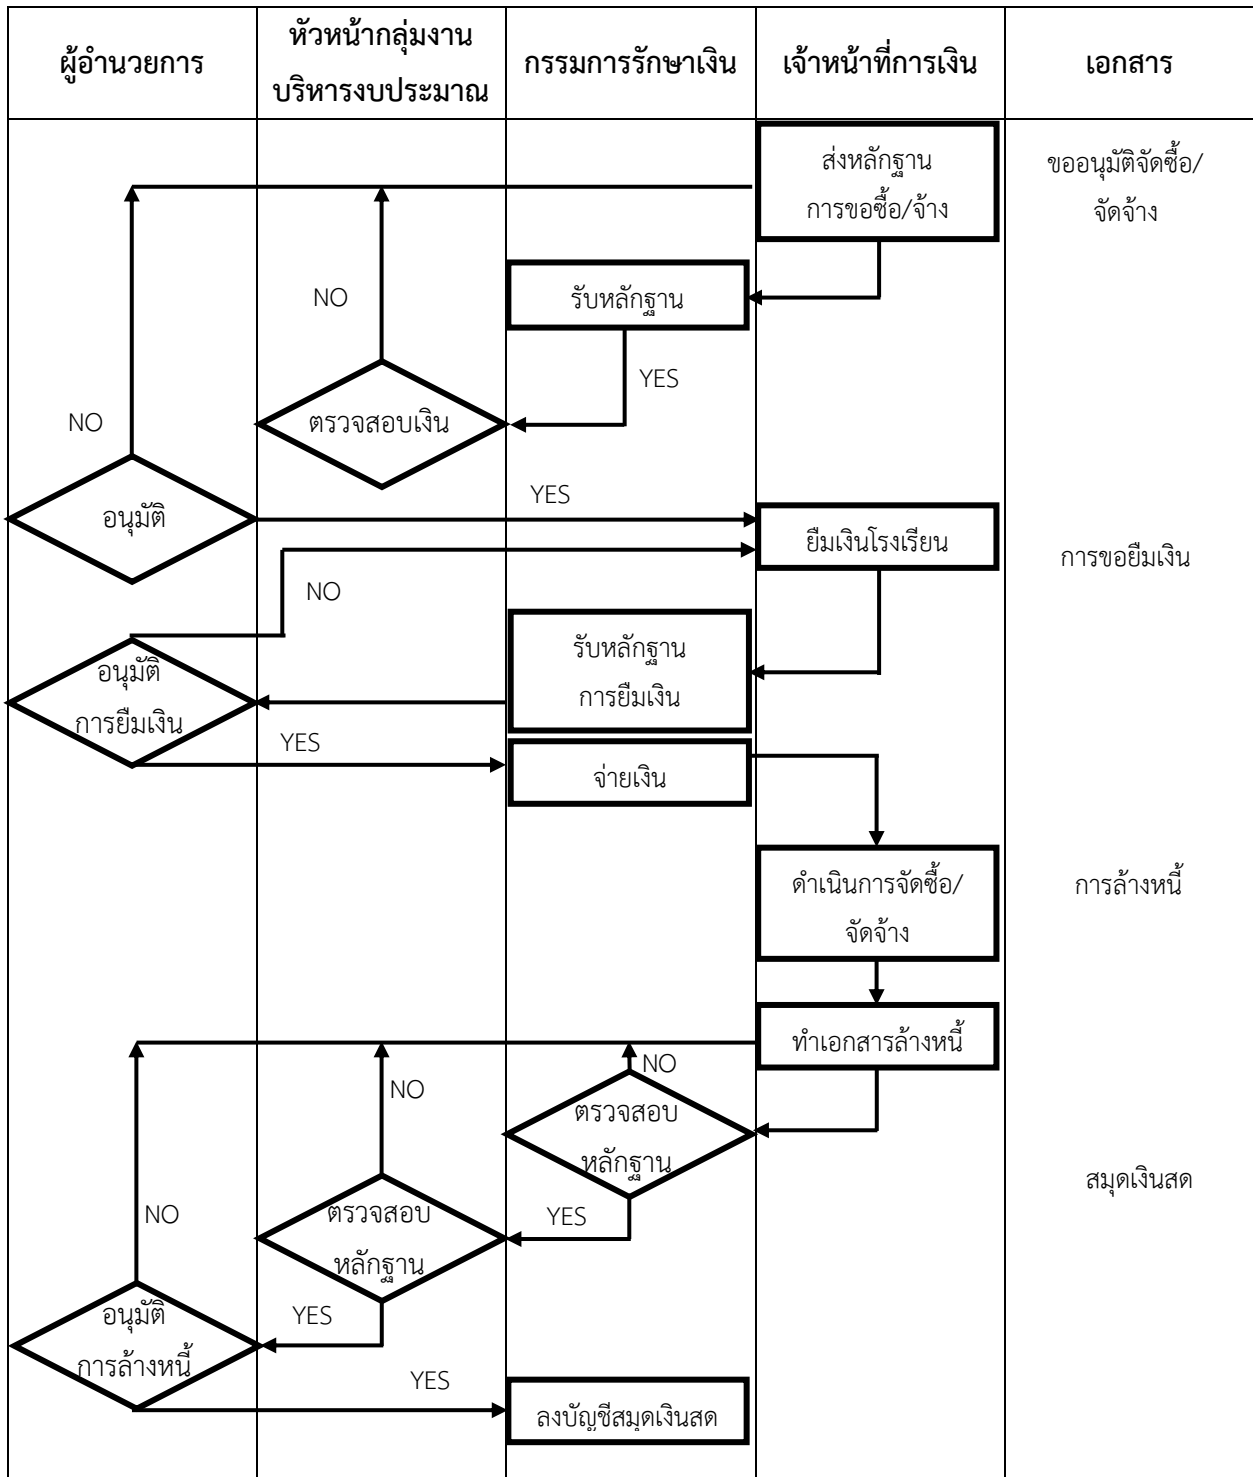 ผู้อำนวยการ
หัวหน้ากลุ่มงาน
บริหารงบประมาณ
กรรมการรักษาเงิน
เจ้าหน้าที่การเงิน
เอกสาร
ส่งหลักฐาน
การขอซื้อ/จ้าง
ขออนุมัติจัดซื้อ/
จัดจ้าง
NO
รับหลักฐาน
YES
NO
ตรวจสอบเงิน
YES
อนุมัติ
ยืมเงินโรงเรียน
การขอยืมเงิน
NO
รับหลักฐาน
การยืมเงิน
อนุมัติ
การยืมเงิน
YES
จ่ายเงิน
ดำเนินการจัดซื้อ/
จัดจ้าง
การล้างหนี้
ทำเอกสารล้างหนี้
NO
NO
ตรวจสอบ
หลักฐาน
สมุดเงินสด
NO
YES
ตรวจสอบ
หลักฐาน
YES
อนุมัติ
การล้างหนี้
YES
ลงบัญชีสมุดเงินสด